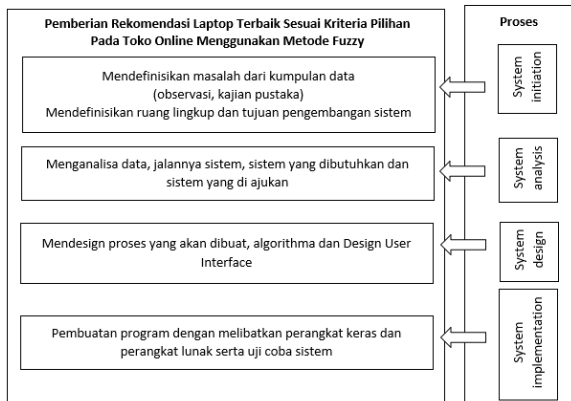 Pemberian Rekomendasi Laptop Terbaik Sesuai Kriteria Pilihan
Pada Toko Online Menggunakan Metode Fuzzy
Proses
Mendefinisikan masalah dari kumpulan data
(observasi, kajian pustaka)
Mendefinisikan ruang lingkup dan tujuan pengembangan sistem
System
initiation
Menganalisa data, jalannya sistem, sistem yang dibutuhkan dan
sistem yang di ajukan
System
analysis
Mendesign proses yang akan dibuat, algorithma dan Design User
Interface
System
design
Pembuatan program dengan melibatkan perangkat keras dan
perangkat lunak serta uji coba sistem
System
implementation